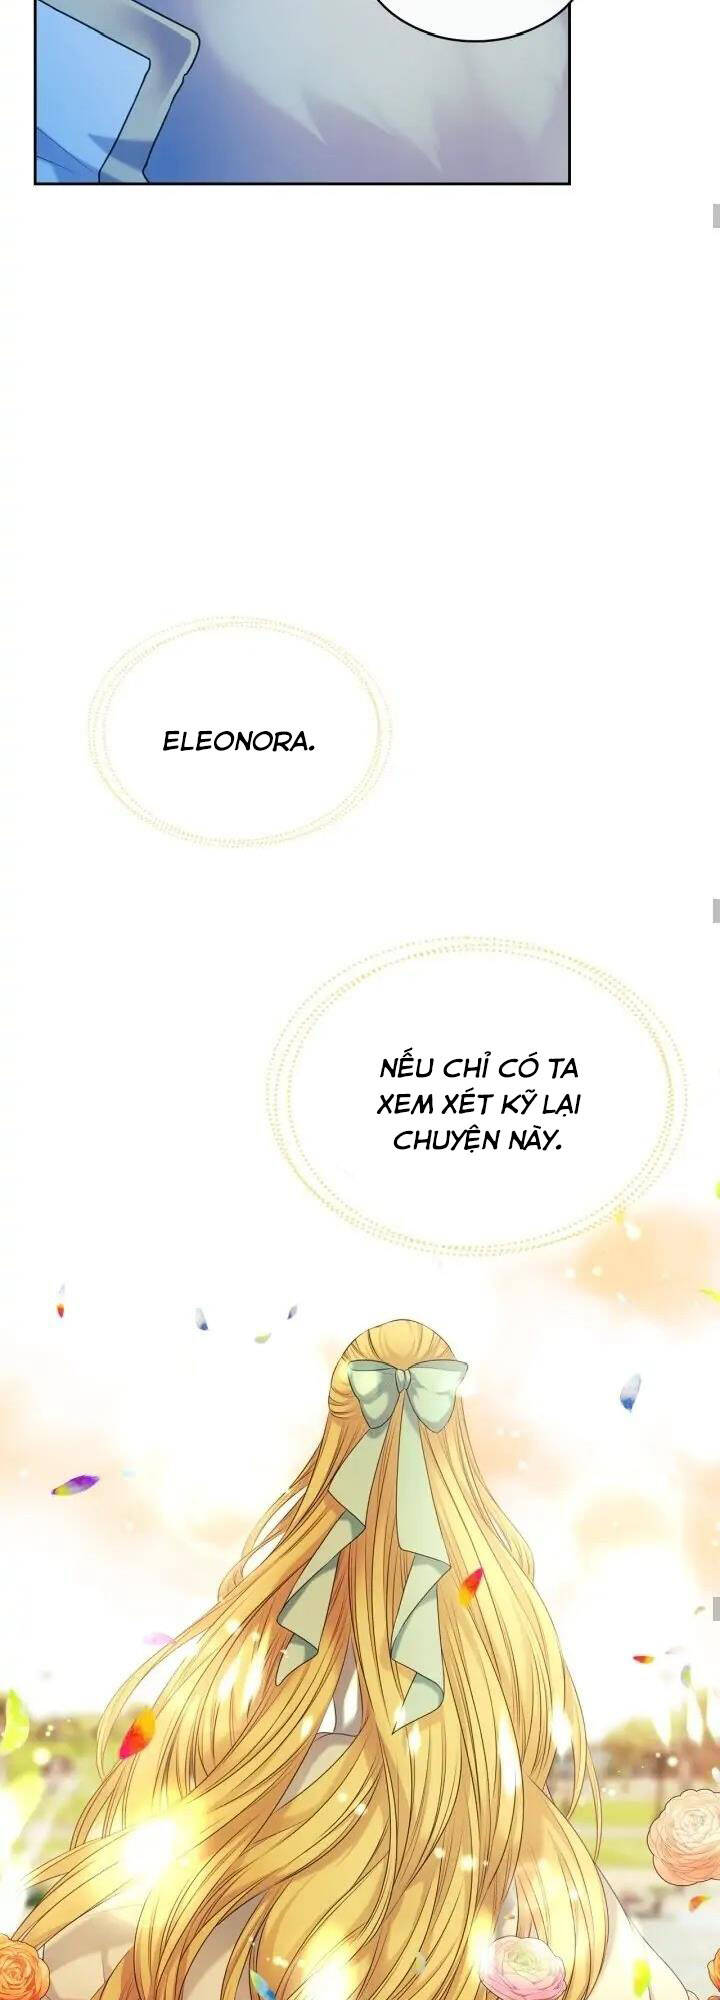 ELEONORA.
NẾU CHỈ CÓ TA
XEM XÉT KỸ LẠI
CHUYỆN NÀY.